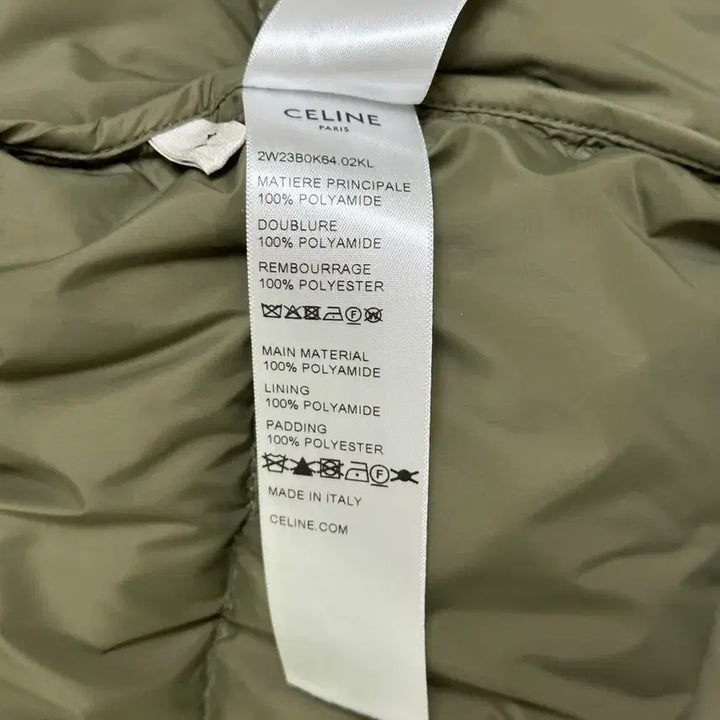 CELINE
PARIS
2W23B0K64.02KL
MATIERE PRINCIPALE
100% POLYAMIDE
DOUBLURE
100% POLYAMIDE
REMBOURRAGE
100% POLYESTER
MAIN MATERIAL
100% POLYAMIDE
LINING
100% POLYAMIDE
PADDING
100% POLYESTER
MADE IN ITALY
CELINE.COM